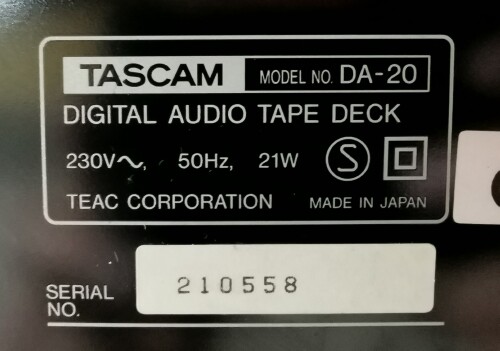 TASCAM MODEL NO. DA-20
DIGITAL AUDIO TAPE DECK
230V～, 50Hz, 21W S
TEAC CORPORATION MADE IN JAPAN
SERIAL NO. 210558